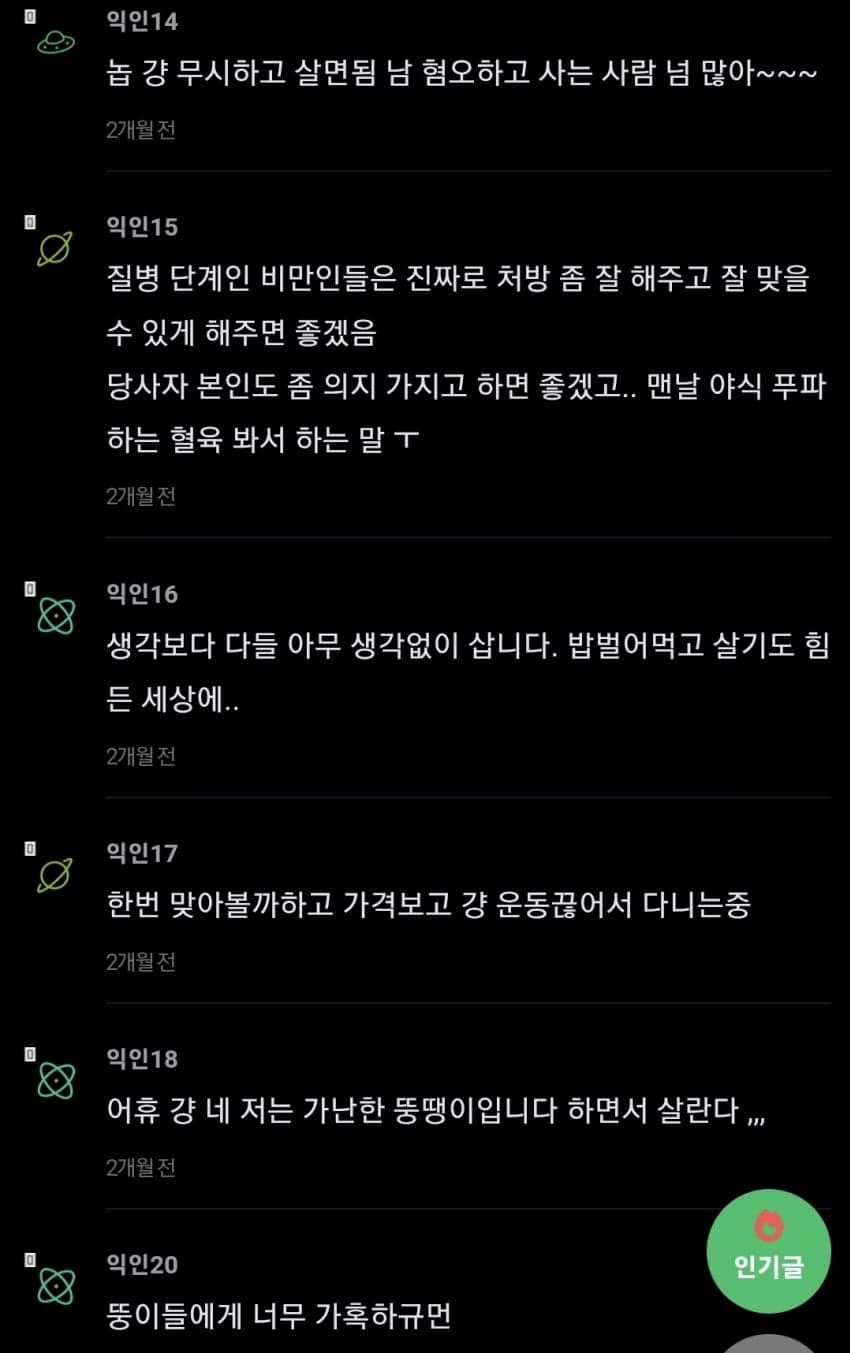 익인14
놉 걍 무시하고 살면됨 남 혐오하고 사는 사람 넘 많아~~~
2개월 전
익인15
질병 단계인 비만인들은 진짜로 처방 좀 잘 해주고 잘 맞을
수 있게 해주면 좋겠음
당사자 본인도 좀 의지 가지고 하면 좋겠고.. 맨날 야식 푸파
하는 혈육 봐서 하는 말 ㅜ
2개월 전
익인16
생각보다 다들 아무 생각없이 삽니다. 밥벌어먹고 살기도 힘
든 세상에..
2개월 전
익인17
한번 맞아볼까하고 가격보고 걍 운동끊어서 다니는중
2개월 전
익인18
어휴 걍 네 저는 가난한 뚱땡이입니다 하면서 살란다 ,,,
2개월 전
인기글
익인20
뚱이들에게 너무 가혹하규먼